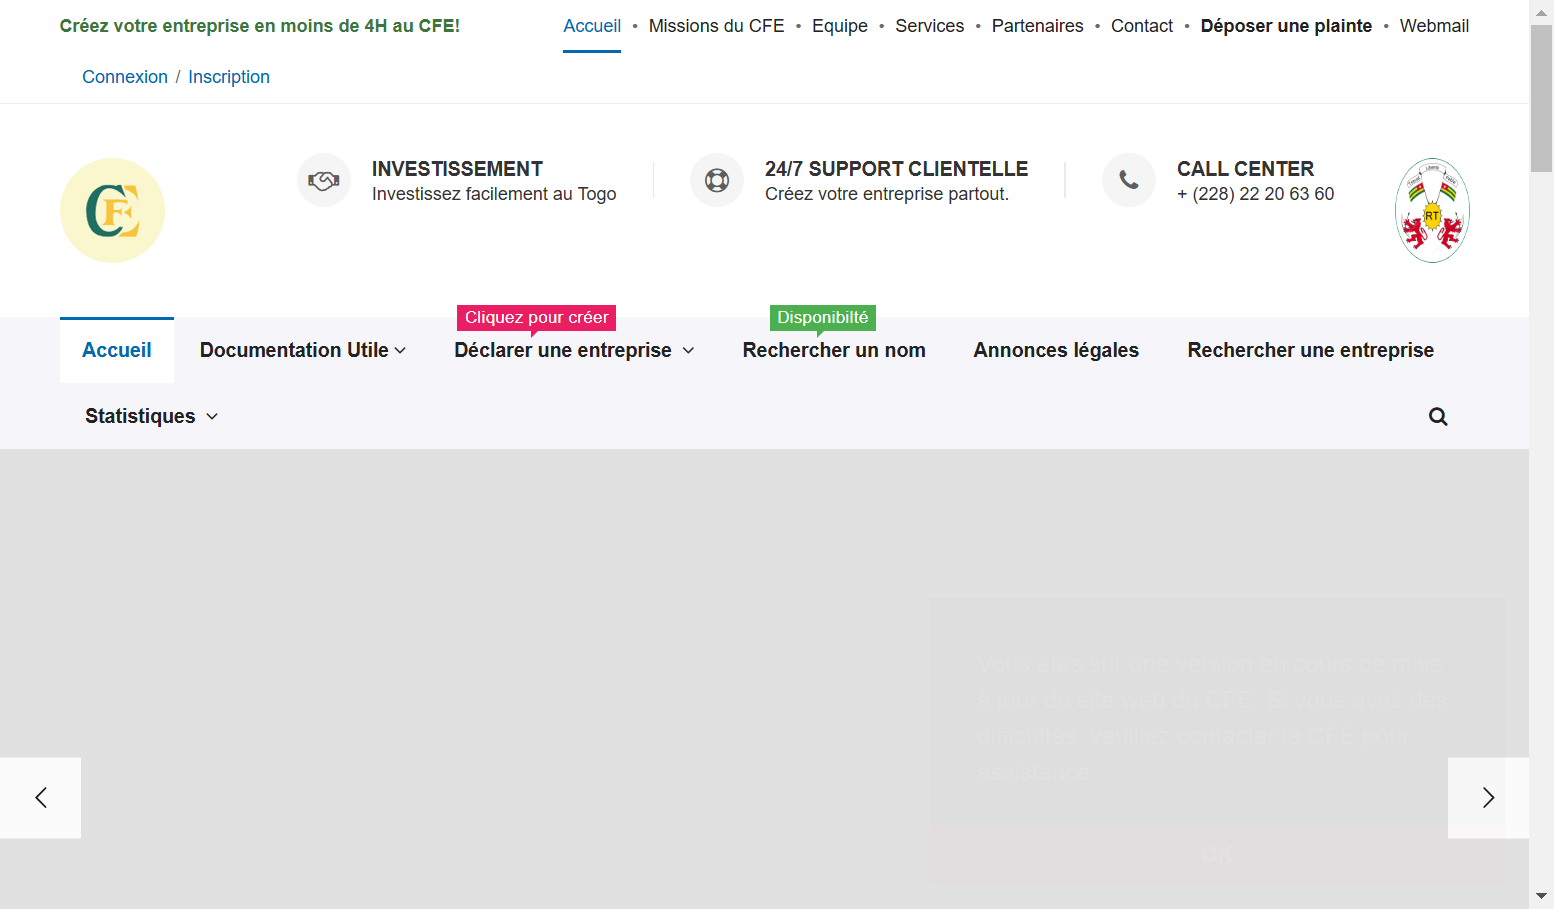 Créez votre entreprise en moins de 4H au CFE!
Accueil • Missions du CFE • Equipe • Services • Partenaires • Contact • Déposer une plainte • Webmail
Connexion / Inscription
INVESTISSEMENT
Investissez facilement au Togo
24/7 SUPPORT CLIENTELLE
Créez votre entreprise partout.
CALL CENTER
+ (228) 22 20 63 60
CFE
RT
Cliquez pour créer
Disponibilté
Accueil
Documentation Utile
Déclarer une entreprise
Rechercher un nom
Annonces légales
Rechercher une entreprise
Statistiques
Vous êtes sur une version en cours de mise
à jour du site web du CFE. Si vous avez des
difficultés, veuillez contacter le CFE pour
assistance
OK